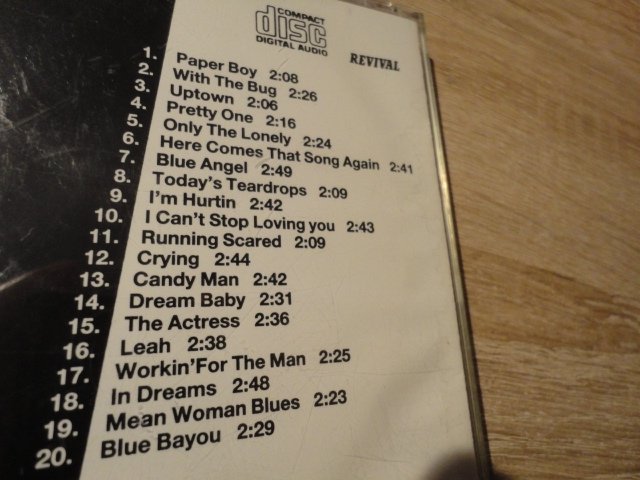 COMPACT
disc
DIGITAL AUDIO
REVIVAL
1. Paper Boy 2:08
2. With The Bug 2:26
3. Uptown 2:06
4. Pretty One 2:16
5. Only The Lonely 2:24
6. Here Comes That Song Again 2:41
7. Blue Angel 2:49
8. Today's Teardrops 2:09
9. I'm Hurtin 2:42
10. I Can't Stop Loving you 2:43
11. Running Scared 2:09
12. Crying 2:44
13. Candy Man 2:42
14. Dream Baby 2:31
15. The Actress 2:36
16. Leah 2:38
17. Workin'For The Man 2:25
18. In Dreams 2:48
19. Mean Woman Blues 2:23
20. Blue Bayou 2:29